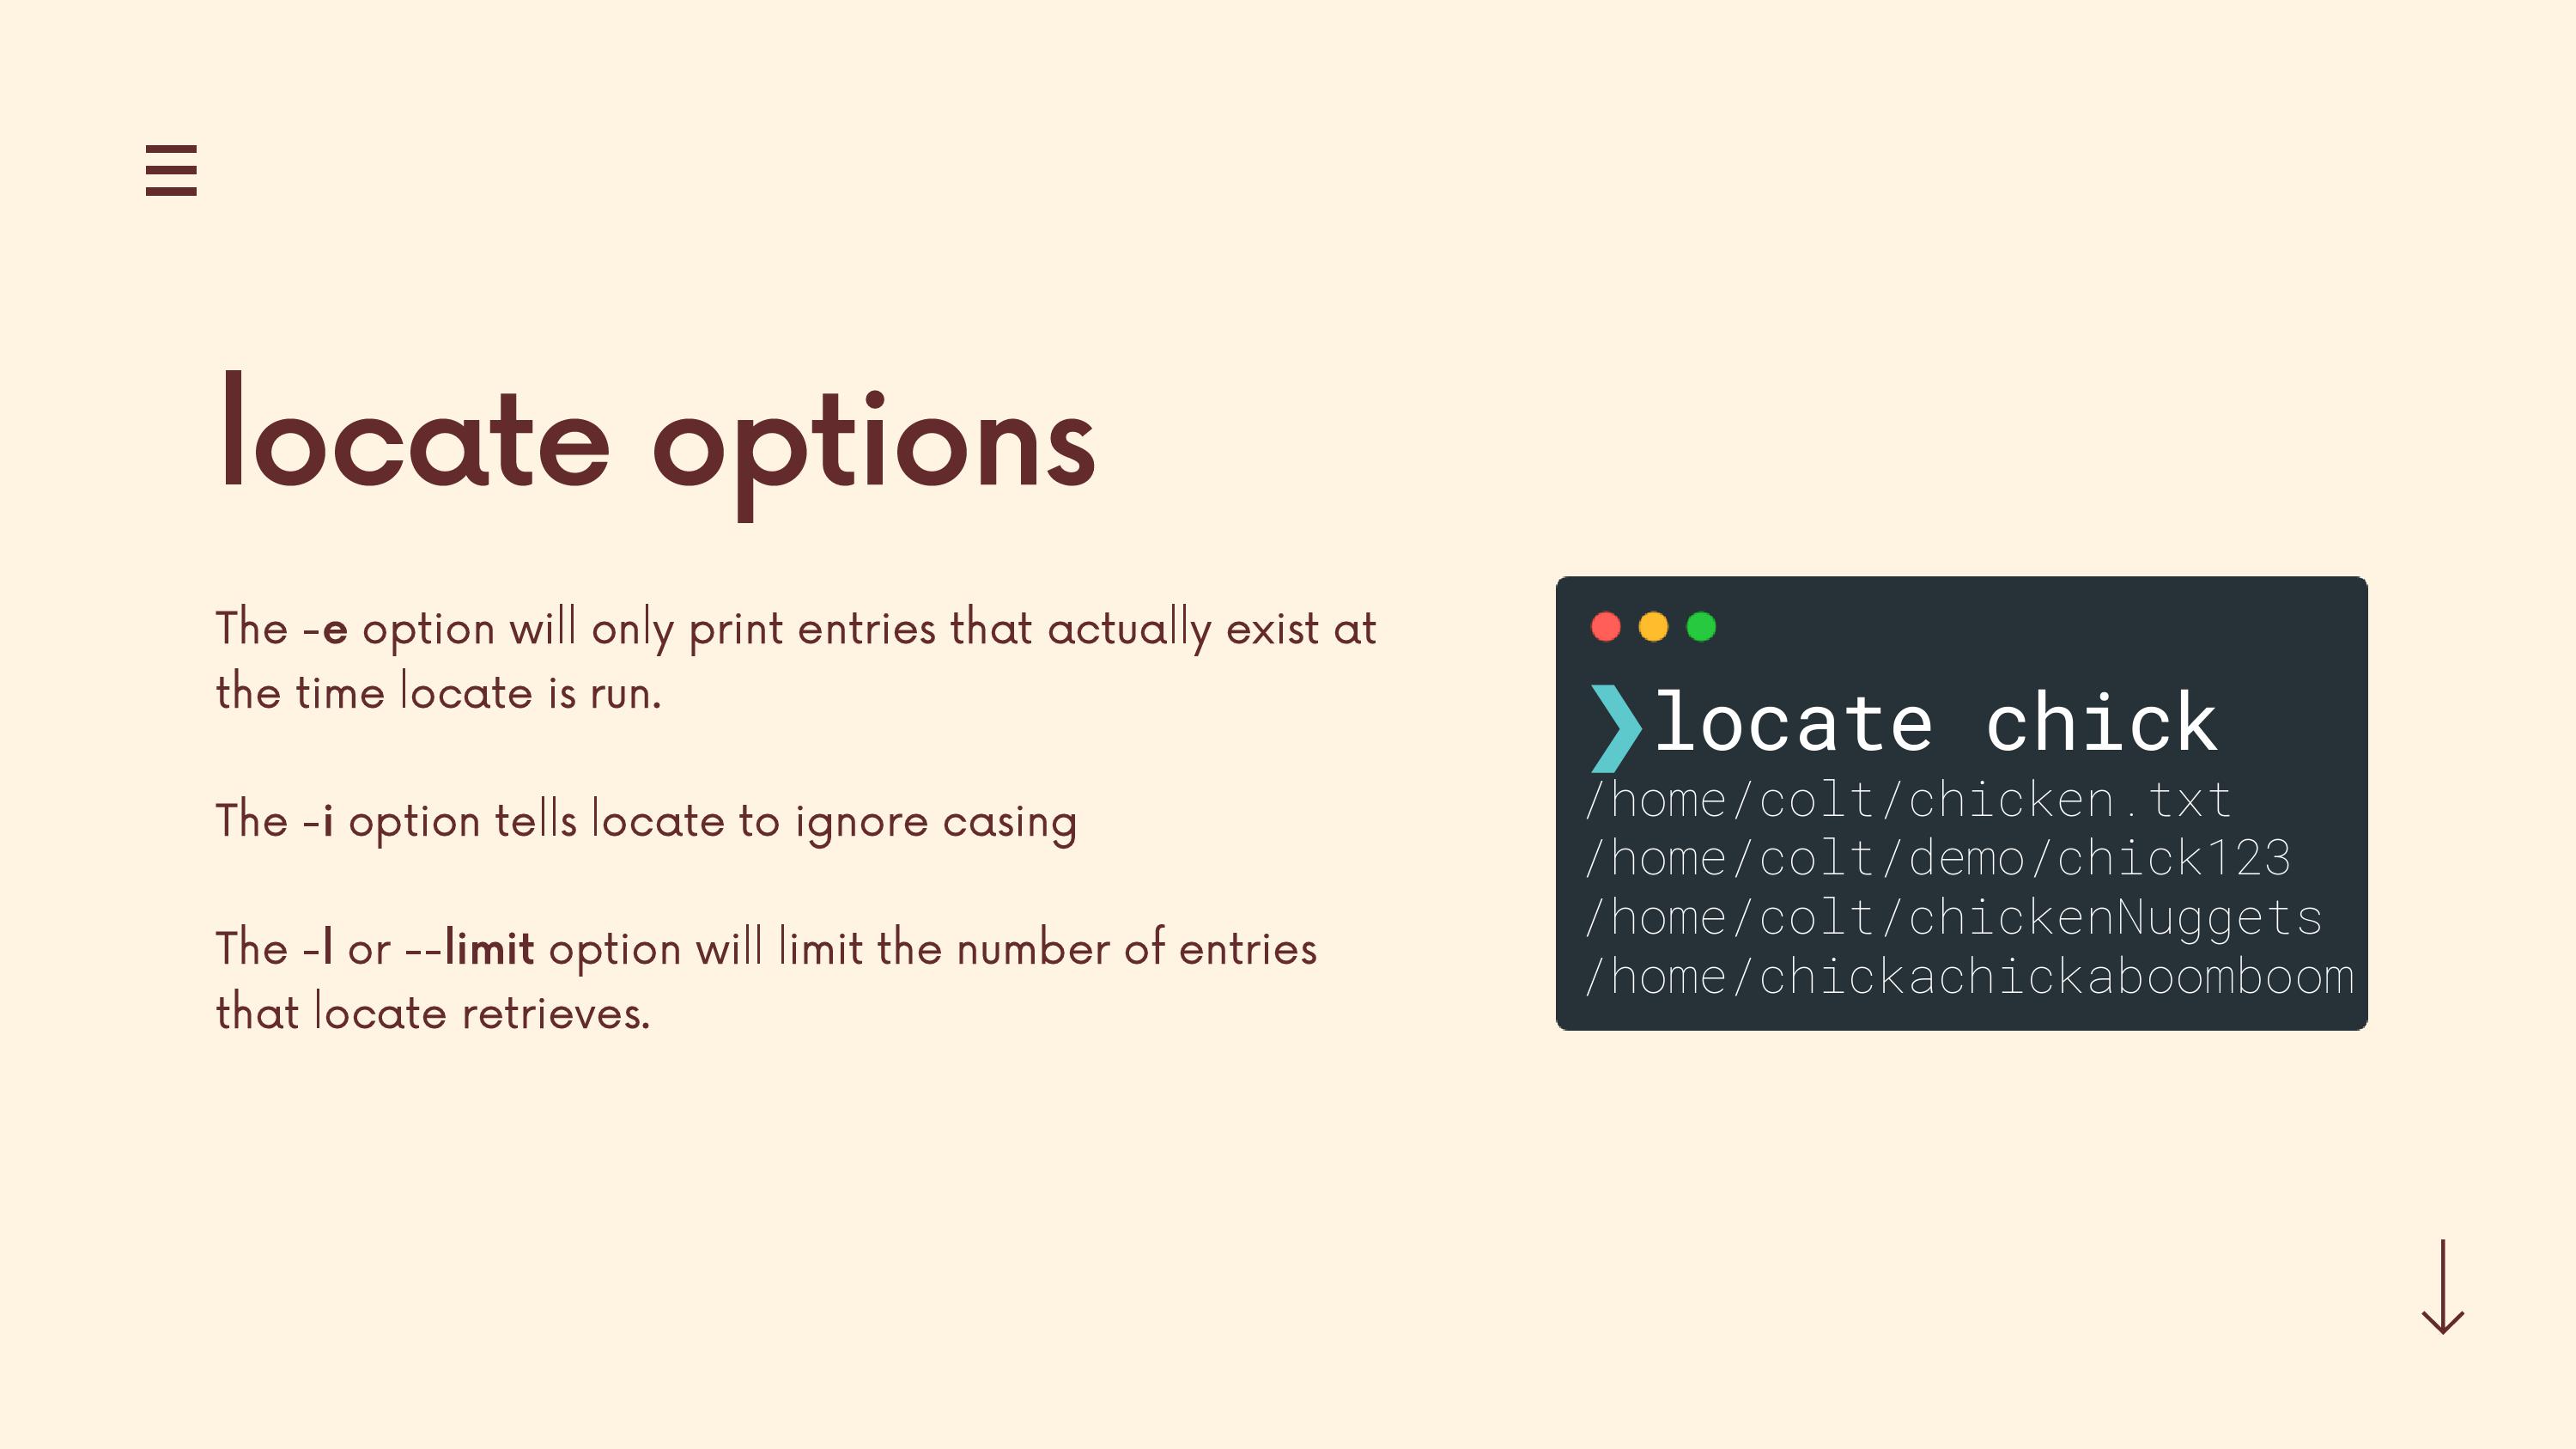 locate options
The -e option will only print entries that actually exist at
the time locate is run.
The -i option tells locate to ignore casing
The -l or --limit option will limit the number of entries
that locate retrieves.
❯locate chick
/home/colt/chicken.txt
/home/colt/demo/chick123
/home/colt/chickenNuggets
/home/chickachickaboomboom